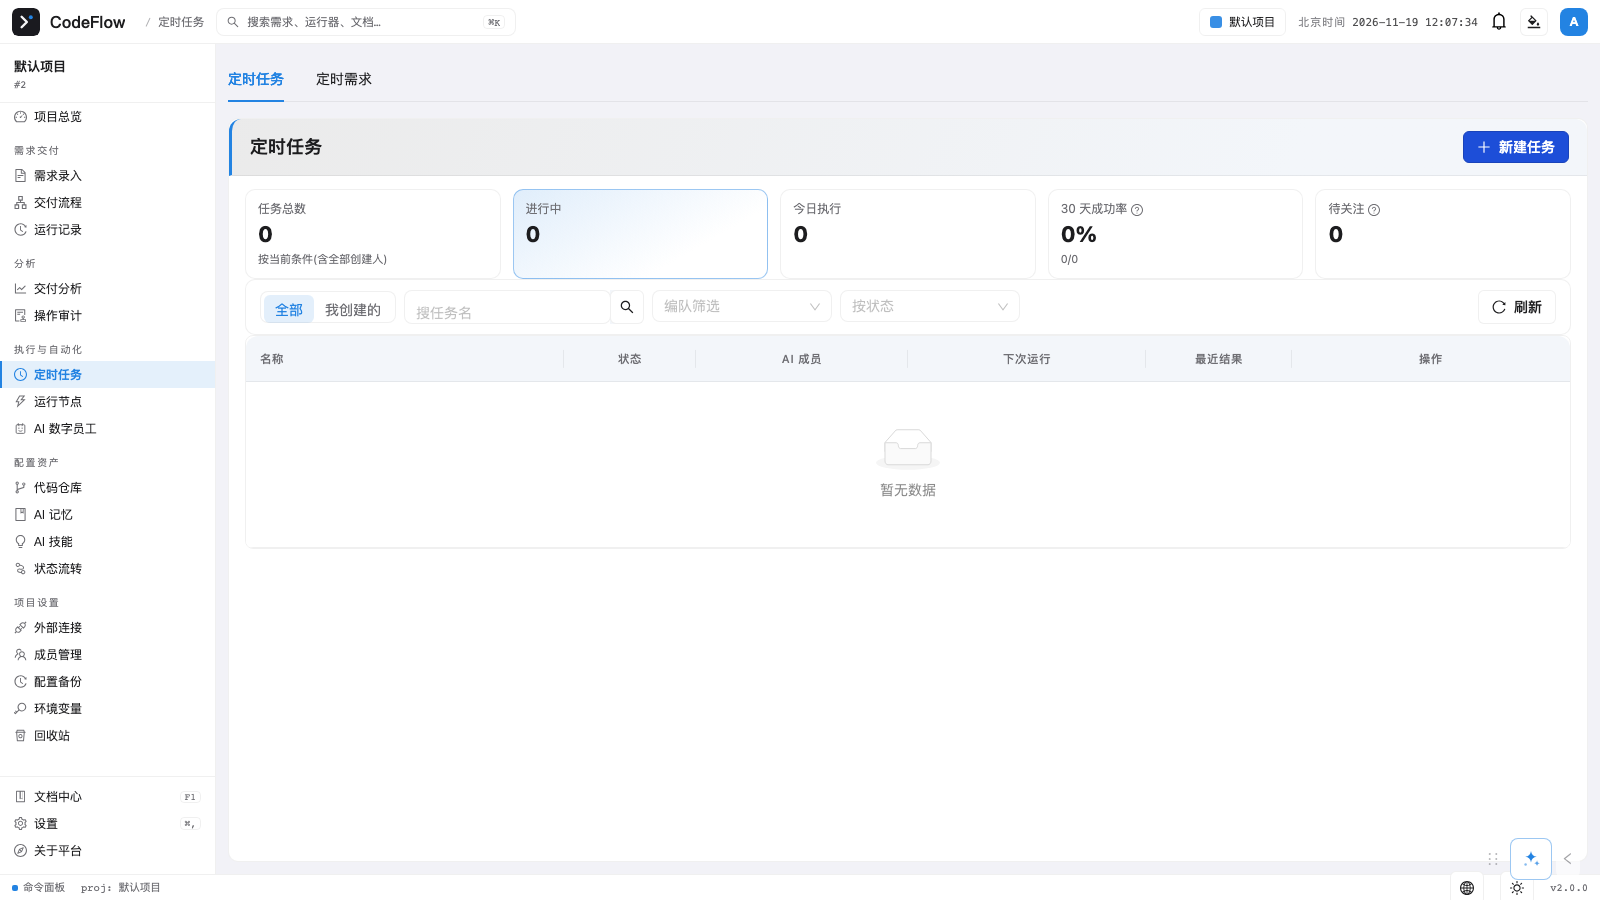 CodeFlow / 定时任务 搜索需求、运行器、文档... ⌘K 默认项目 北京时间 2026-11-19 12:07:34 A
默认项目
#2
项目总览
需求交付
需求录入
交付流程
运行记录
分析
交付分析
操作审计
执行与自动化
定时任务
运行节点
AI 数字员工
配置资产
代码仓库
AI 记忆
AI 技能
状态流转
项目设置
外部连接
成员管理
配置备份
环境变量
回收站
文档中心 F1
设置 ⌘,
关于平台
定时任务 定时需求
定时任务 新建任务
任务总数
0
按当前条件(含全部创建人)
进行中
0
今日执行
0
30 天成功率
0%
0/0
待关注
0
全部 我创建的 搜任务名 编队筛选 按状态 刷新
名称 状态 AI 成员 下次运行 最近结果 操作
暂无数据
命令面板 proj: 默认项目 v2.0.0